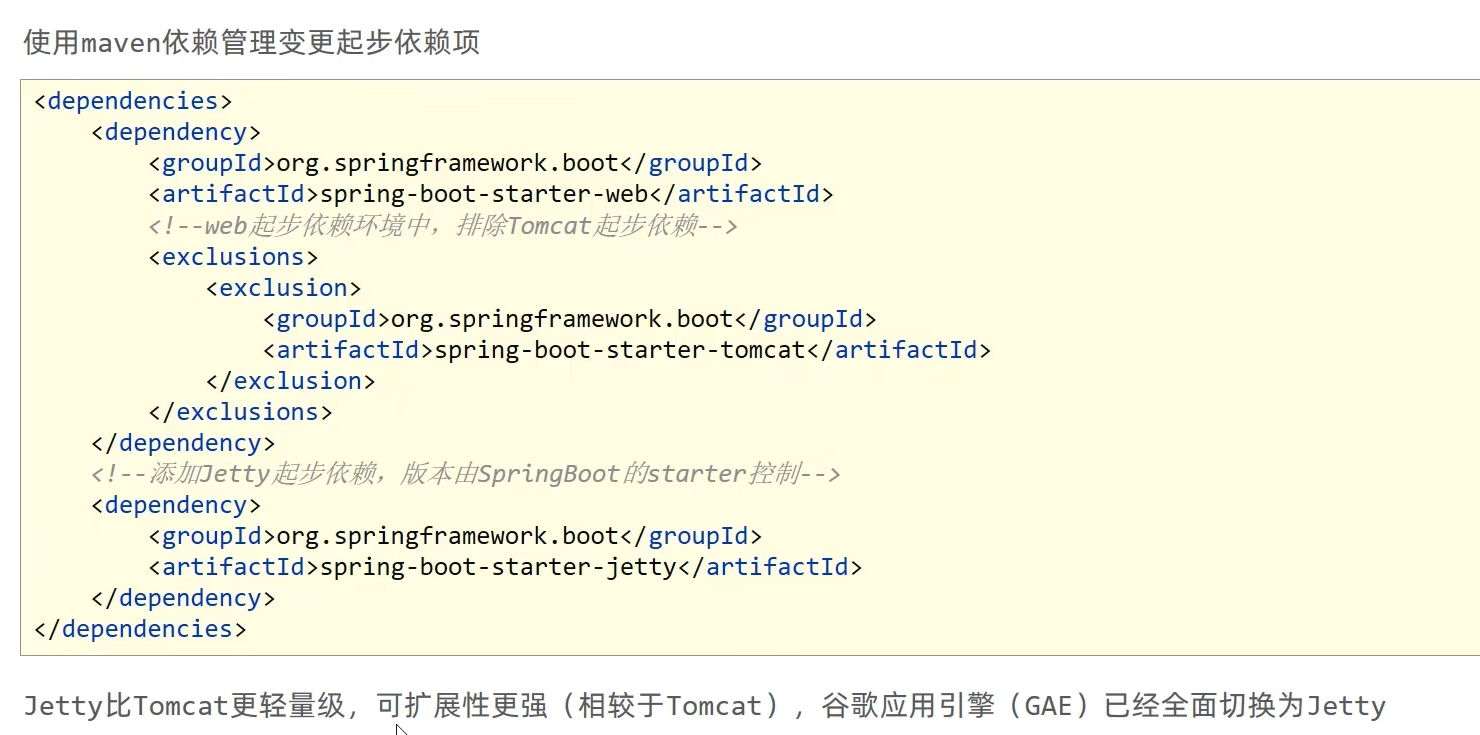 使用maven依赖管理变更起步依赖项
<dependencies>
    <dependency>
        <groupId>org.springframework.boot</groupId>
        <artifactId>spring-boot-starter-web</artifactId>
        <!--web起步依赖环境中，排除Tomcat起步依赖-->
        <exclusions>
            <exclusion>
                <groupId>org.springframework.boot</groupId>
                <artifactId>spring-boot-starter-tomcat</artifactId>
            </exclusion>
        </exclusions>
    </dependency>
    <!--添加Jetty起步依赖，版本由SpringBoot的starter控制-->
    <dependency>
        <groupId>org.springframework.boot</groupId>
        <artifactId>spring-boot-starter-jetty</artifactId>
    </dependency>
</dependencies>
Jetty比Tomcat更轻量级，可扩展性更强（相较于Tomcat），谷歌应用引擎（GAE）已经全面切换为Jetty